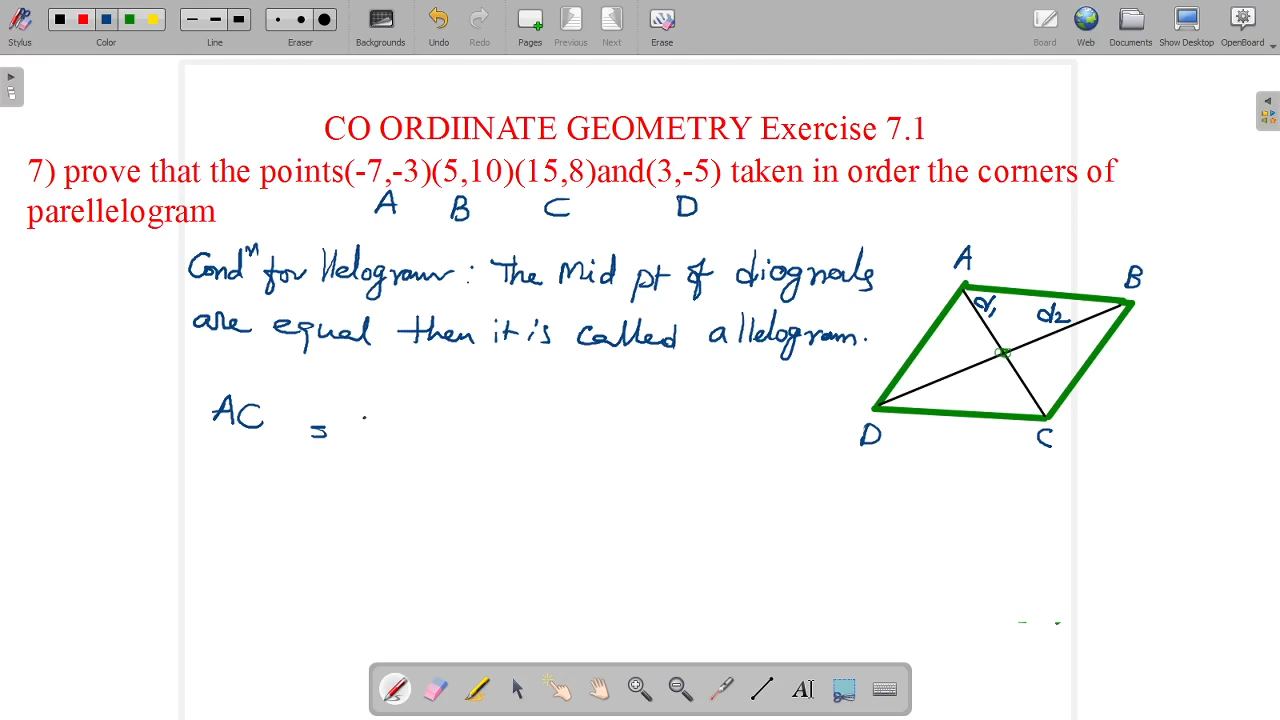 Stylus Color Line Eraser Backgrounds Undo Redo Pages Previous Next Erase Board Web Documents Show Desktop OpenBoard
CO ORDIINATE GEOMETRY Exercise 7.1
7) prove that the points(-7,-3)(5,10)(15,8)and(3,-5) taken in order the corners of
parellelogram
A B C D
Condn for llelogram : The Mid pt of diognals
are equal then it is called a llelogram.
A B
d1 d2
AC =
D C